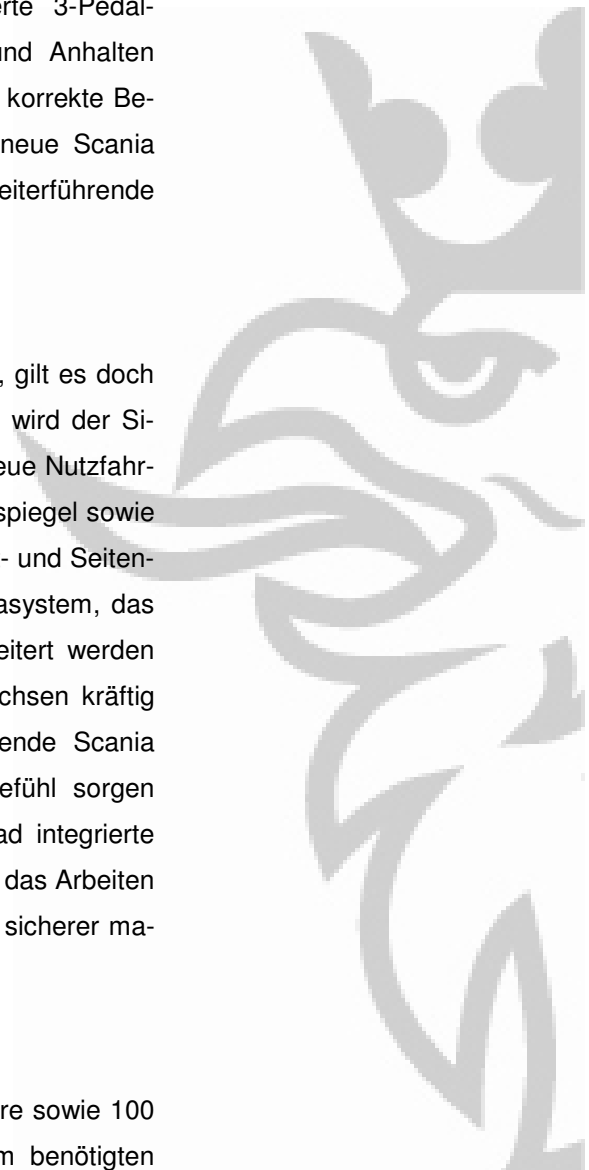 erte 3-Pedal-
und Anhalten
korrekte Be-
neue Scania
eiterführende
, gilt es doch
wird der Si-
eue Nutzfahr-
spiegel sowie
- und Seiten-
asystem, das
eitert werden
chsen kräftig
ende Scania
efühl sorgen
ad integrierte
das Arbeiten
sicherer ma-
re sowie 100
m benötigten